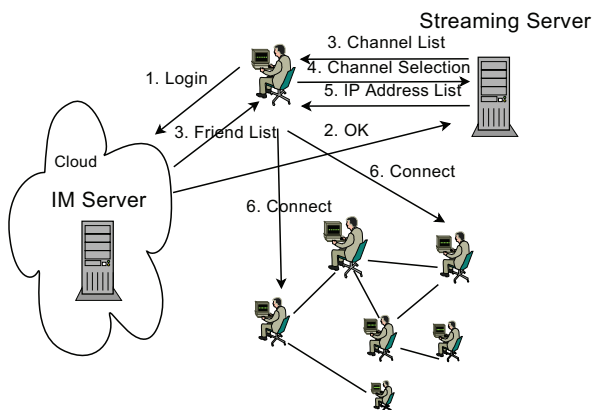 Streaming Server
3. Channel List
4. Channel Selection
1. Login
5. IP Address List
3. Friend List
2. OK
Cloud
6. Connect
IM Server
6. Connect